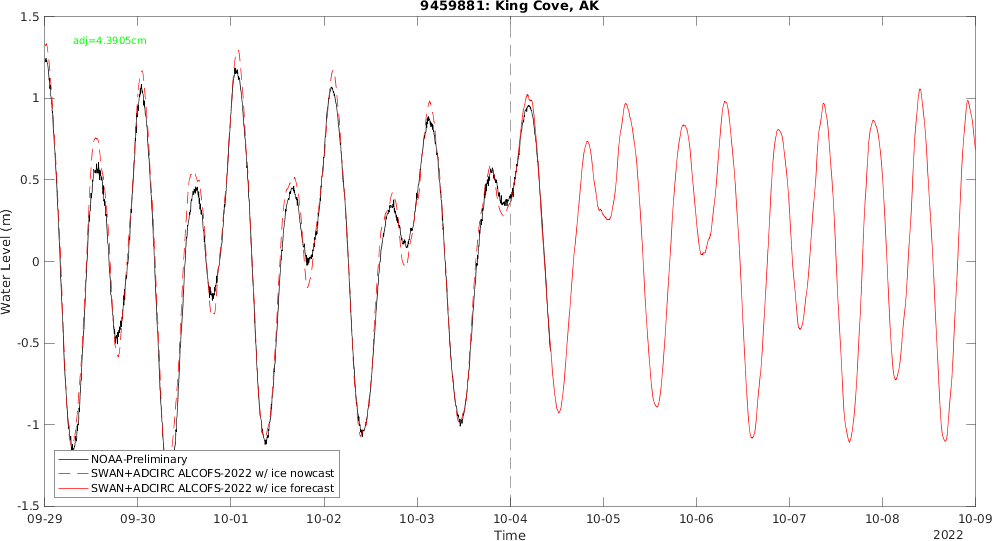 9459881: King Cove, AK
adj=4.3905cm
Water Level (m)
1.5
1
0.5
0
-0.5
-1
-1.5
NOAA-Preliminary
SWAN+ADCIRC ALCOFS-2022 w/ ice nowcast
SWAN+ADCIRC ALCOFS-2022 w/ ice forecast
09-29 09-30 10-01 10-02 10-03 10-04 10-05 10-06 10-07 10-08 10-09
Time
2022